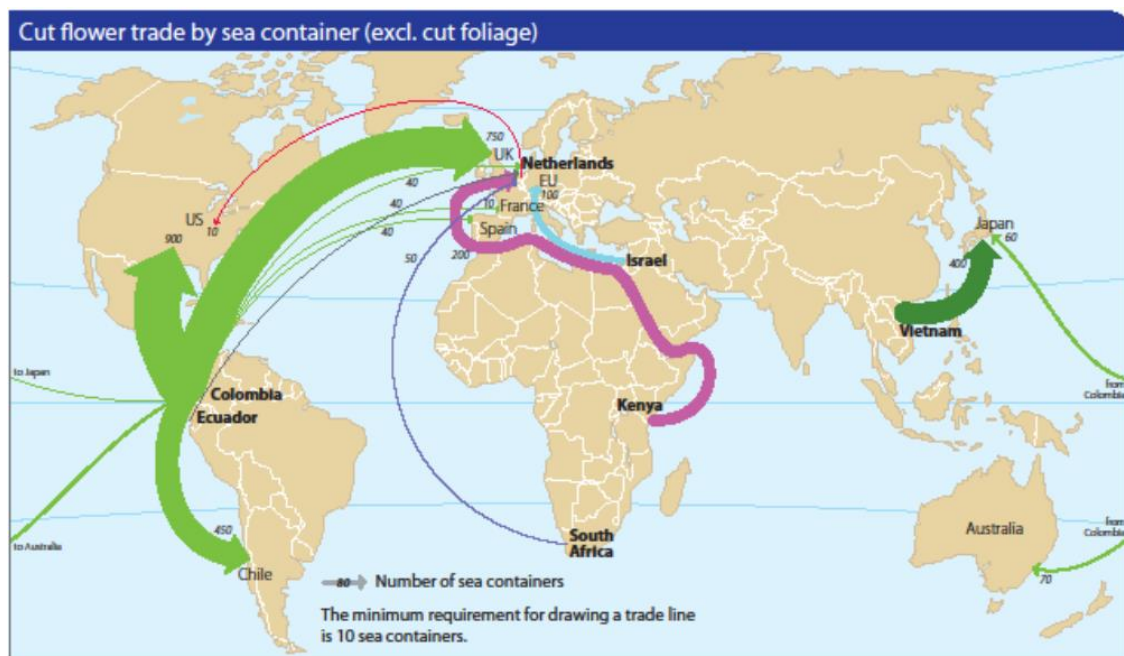 Cut flower trade by sea container (excl. cut foliage)
750
UK
Netherlands
EU
100
40
US
10
40
10
France
Spain
40
900
50
200
Israel
Japan
60
400
Vietnam
to Japan
Colombia
Ecuador
Kenya
from
Colombia
to Australia
450
Chile
South
Africa
Australia
from
Colombia
70
80
Number of sea containers
The minimum requirement for drawing a trade line
is 10 sea containers.